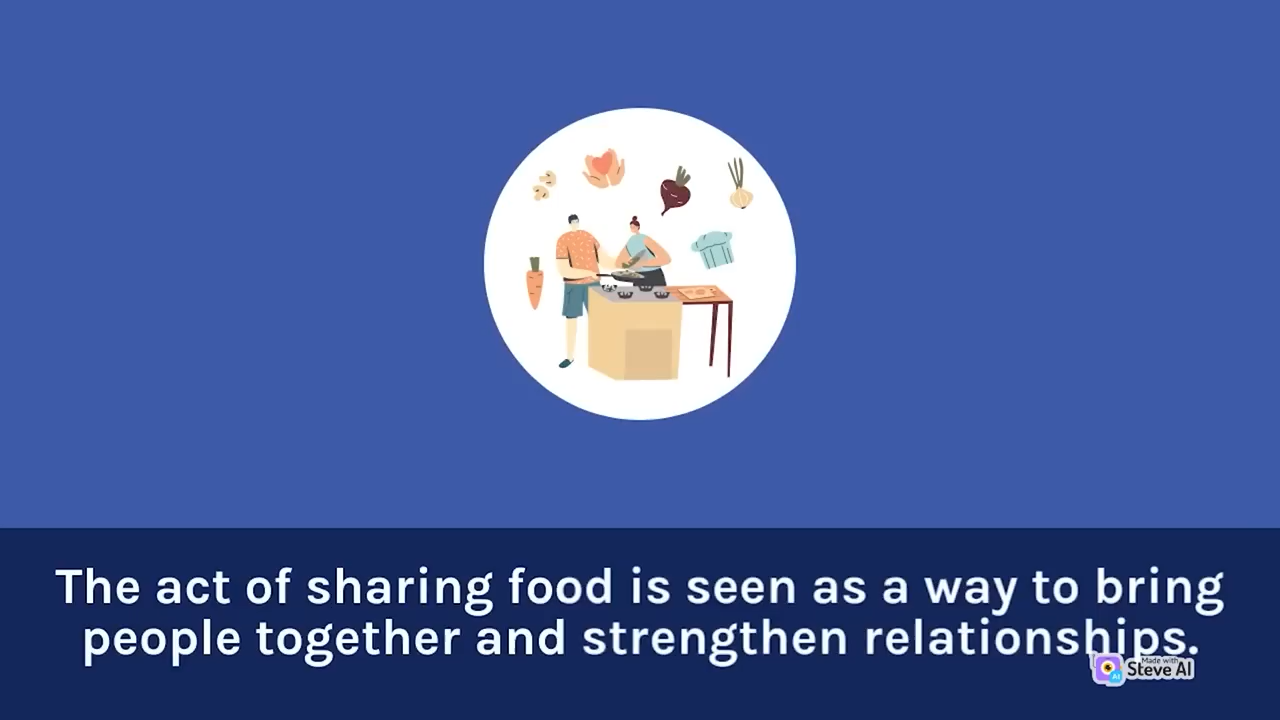 The act of sharing food is seen as a way to bring
people together and strengthen relationships.
Made with
Steve AI